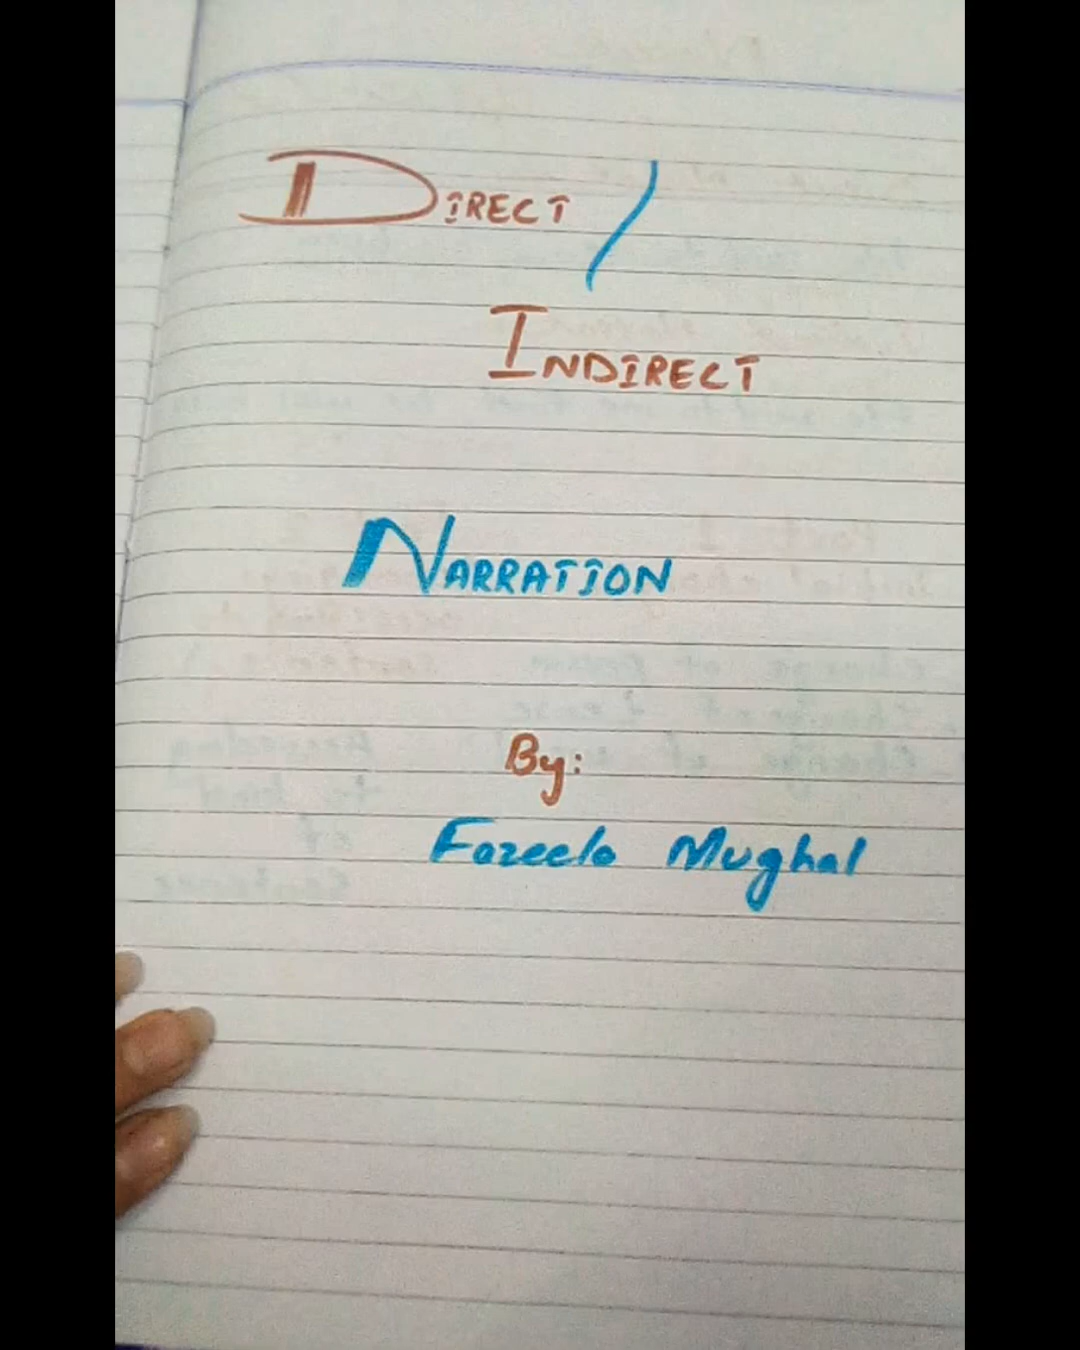 DIRECT /
INDIRECT
NARRATION
By:
Fazeela Mughal